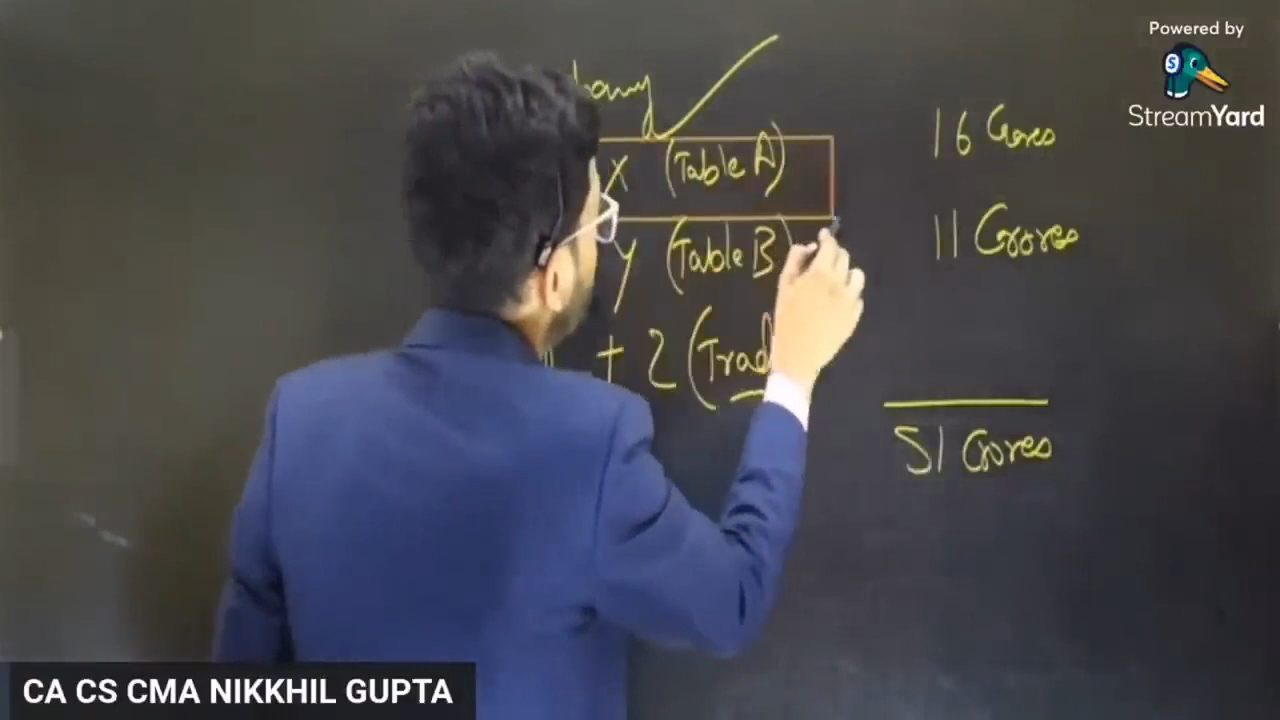 Powered by
StreamYard
x (Table A)
16 Crores
y (Table B)
11 Crores
+ 2 (Trad
51 Crores
CA CS CMA NIKKHIL GUPTA